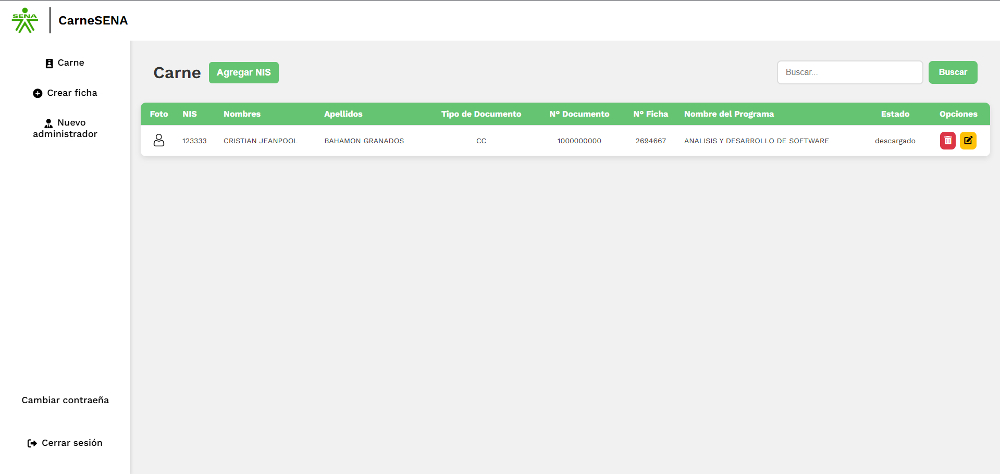 SENA
CarneSENA
Carne
Crear ficha
Nuevo
administrador
Cambiar contraeña
Cerrar sesión
Carne
Agregar NIS
Buscar...
Buscar
Foto NIS Nombres Apellidos Tipo de Documento N° Documento N° Ficha Nombre del Programa Estado Opciones
123333 CRISTIAN JEANPOOL BAHAMON GRANADOS CC 1000000000 2694667 ANALISIS Y DESARROLLO DE SOFTWARE descargado